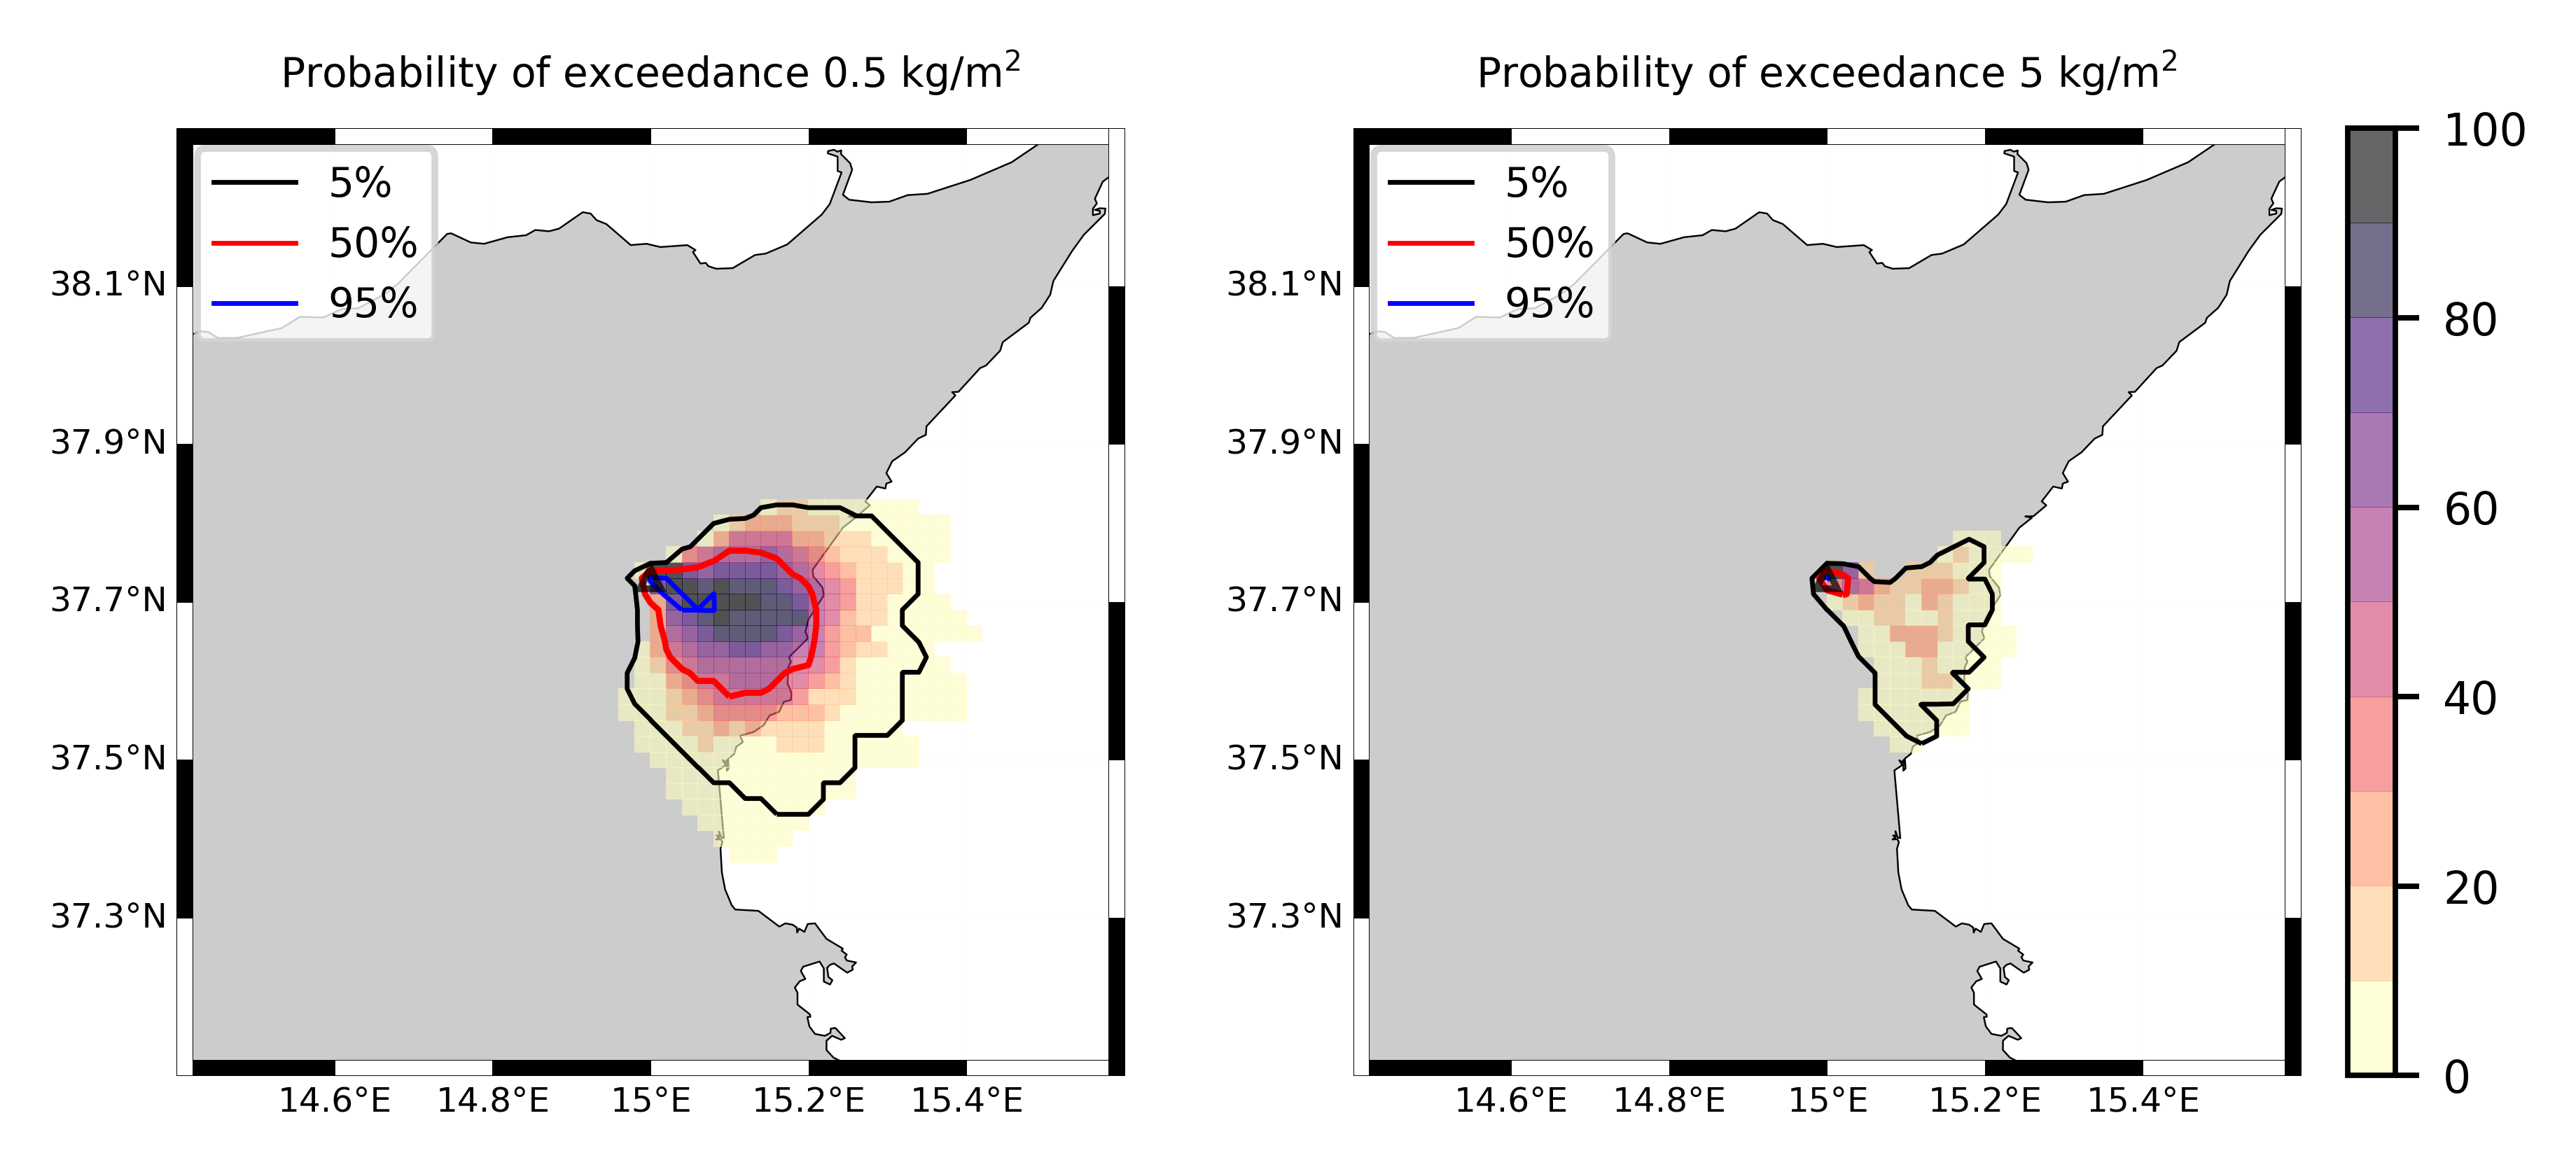 Probability of exceedance 0.5 kg/m²
5%
50%
95%
38.1°N
37.9°N
37.7°N
37.5°N
37.3°N
14.6°E 14.8°E 15°E 15.2°E 15.4°E
Probability of exceedance 5 kg/m²
5%
50%
95%
38.1°N
37.9°N
37.7°N
37.5°N
37.3°N
14.6°E 14.8°E 15°E 15.2°E 15.4°E
100
80
60
40
20
0